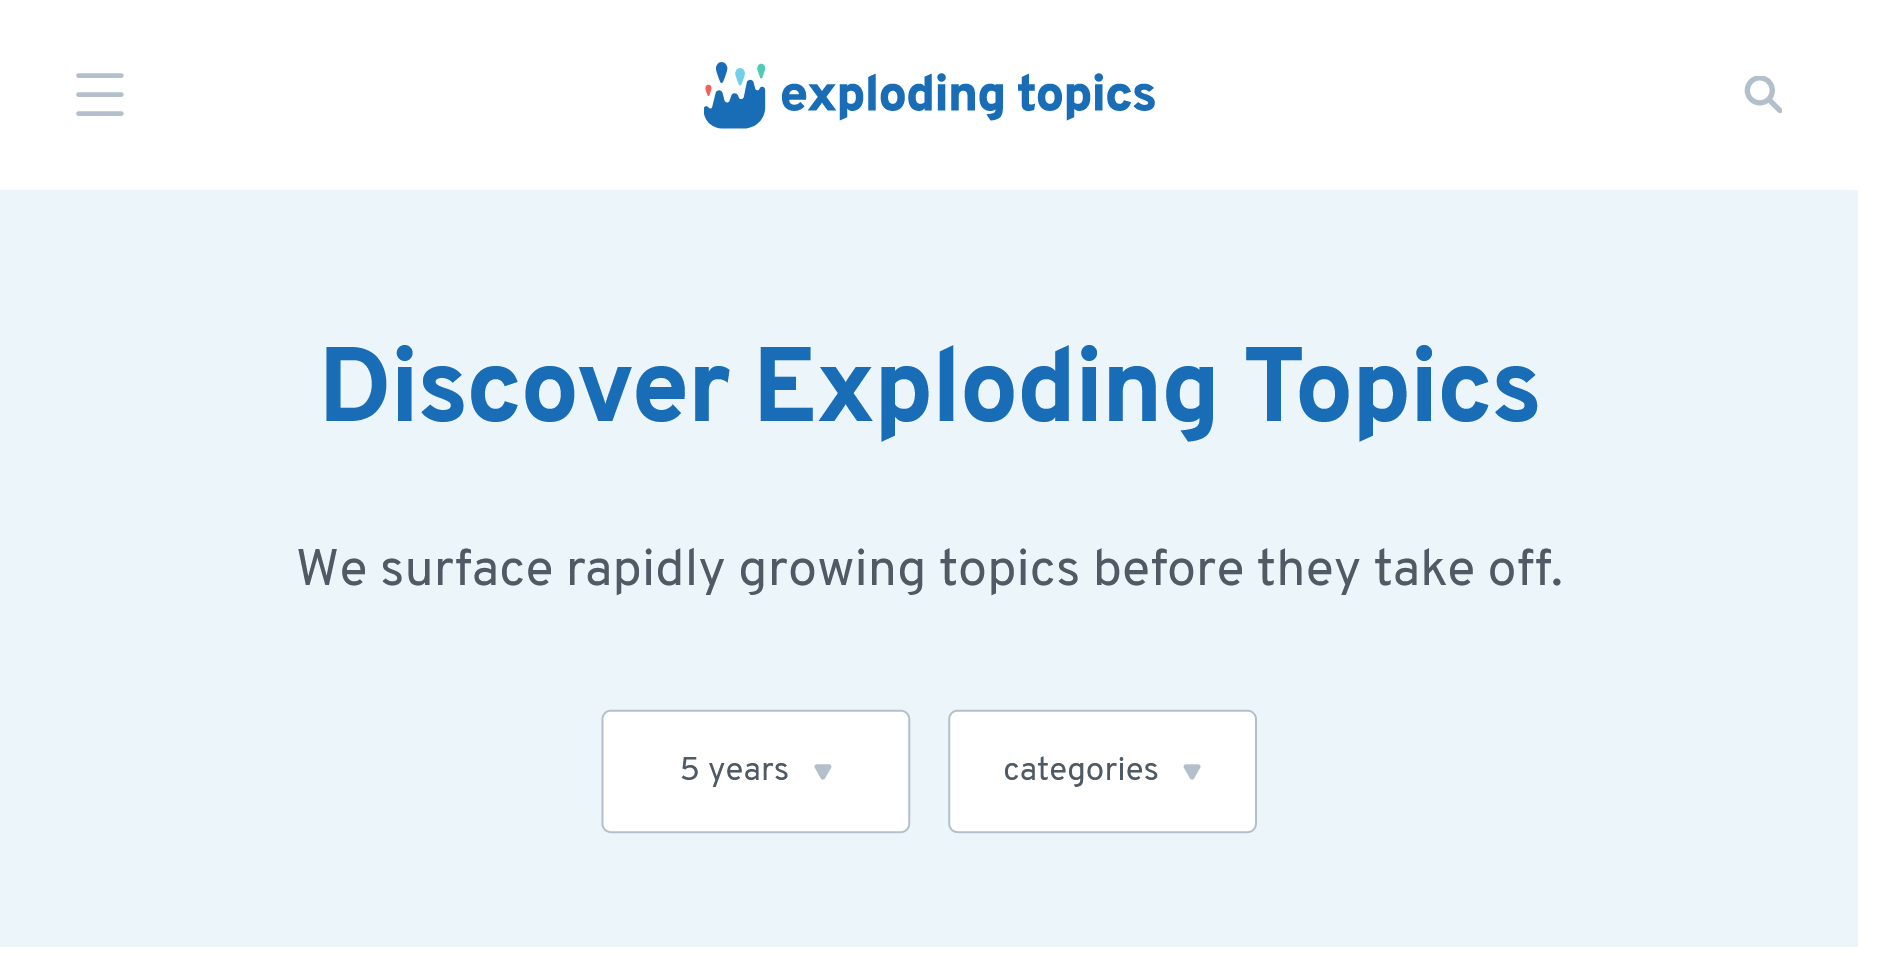 exploding topics
Discover Exploding Topics
We surface rapidly growing topics before they take off.
5 years
categories